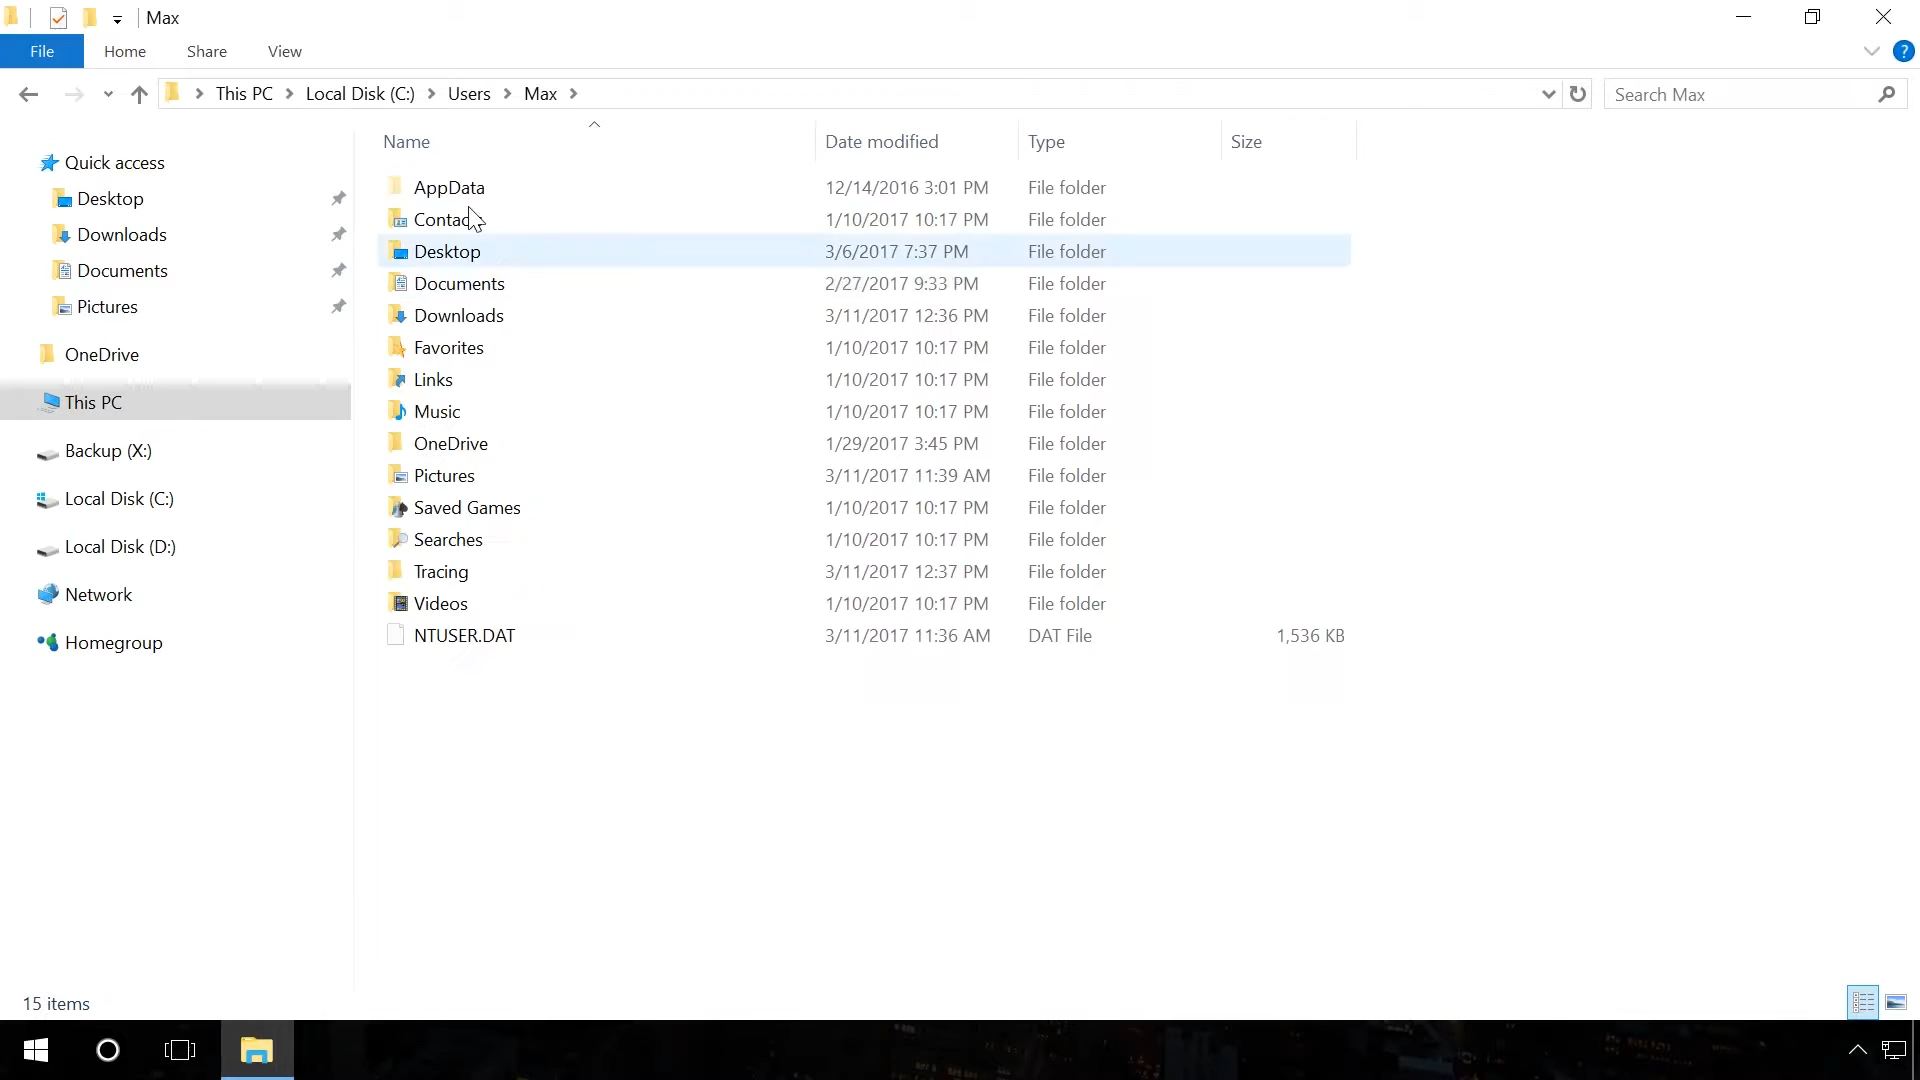 Max
File Home Share View
This PC Local Disk (C:) Users Max
Search Max
Name Date modified Type Size
Quick access
Desktop
Downloads
Documents
Pictures
OneDrive
This PC
Backup (X:)
Local Disk (C:)
Local Disk (D:)
Network
Homegroup
AppData 12/14/2016 3:01 PM File folder
1/10/2017 10:17 PM File folder
Desktop 3/6/2017 7:37 PM File folder
Documents 2/27/2017 9:33 PM File folder
Downloads 3/11/2017 12:36 PM File folder
Favorites 1/10/2017 10:17 PM File folder
Links 1/10/2017 10:17 PM File folder
Music 1/10/2017 10:17 PM File folder
OneDrive 1/29/2017 3:45 PM File folder
Pictures 3/11/2017 11:39 AM File folder
Saved Games 1/10/2017 10:17 PM File folder
Searches 1/10/2017 10:17 PM File folder
Tracing 3/11/2017 12:37 PM File folder
Videos 1/10/2017 10:17 PM File folder
NTUSER.DAT 3/11/2017 11:36 AM DAT File 1,536 KB
15 items